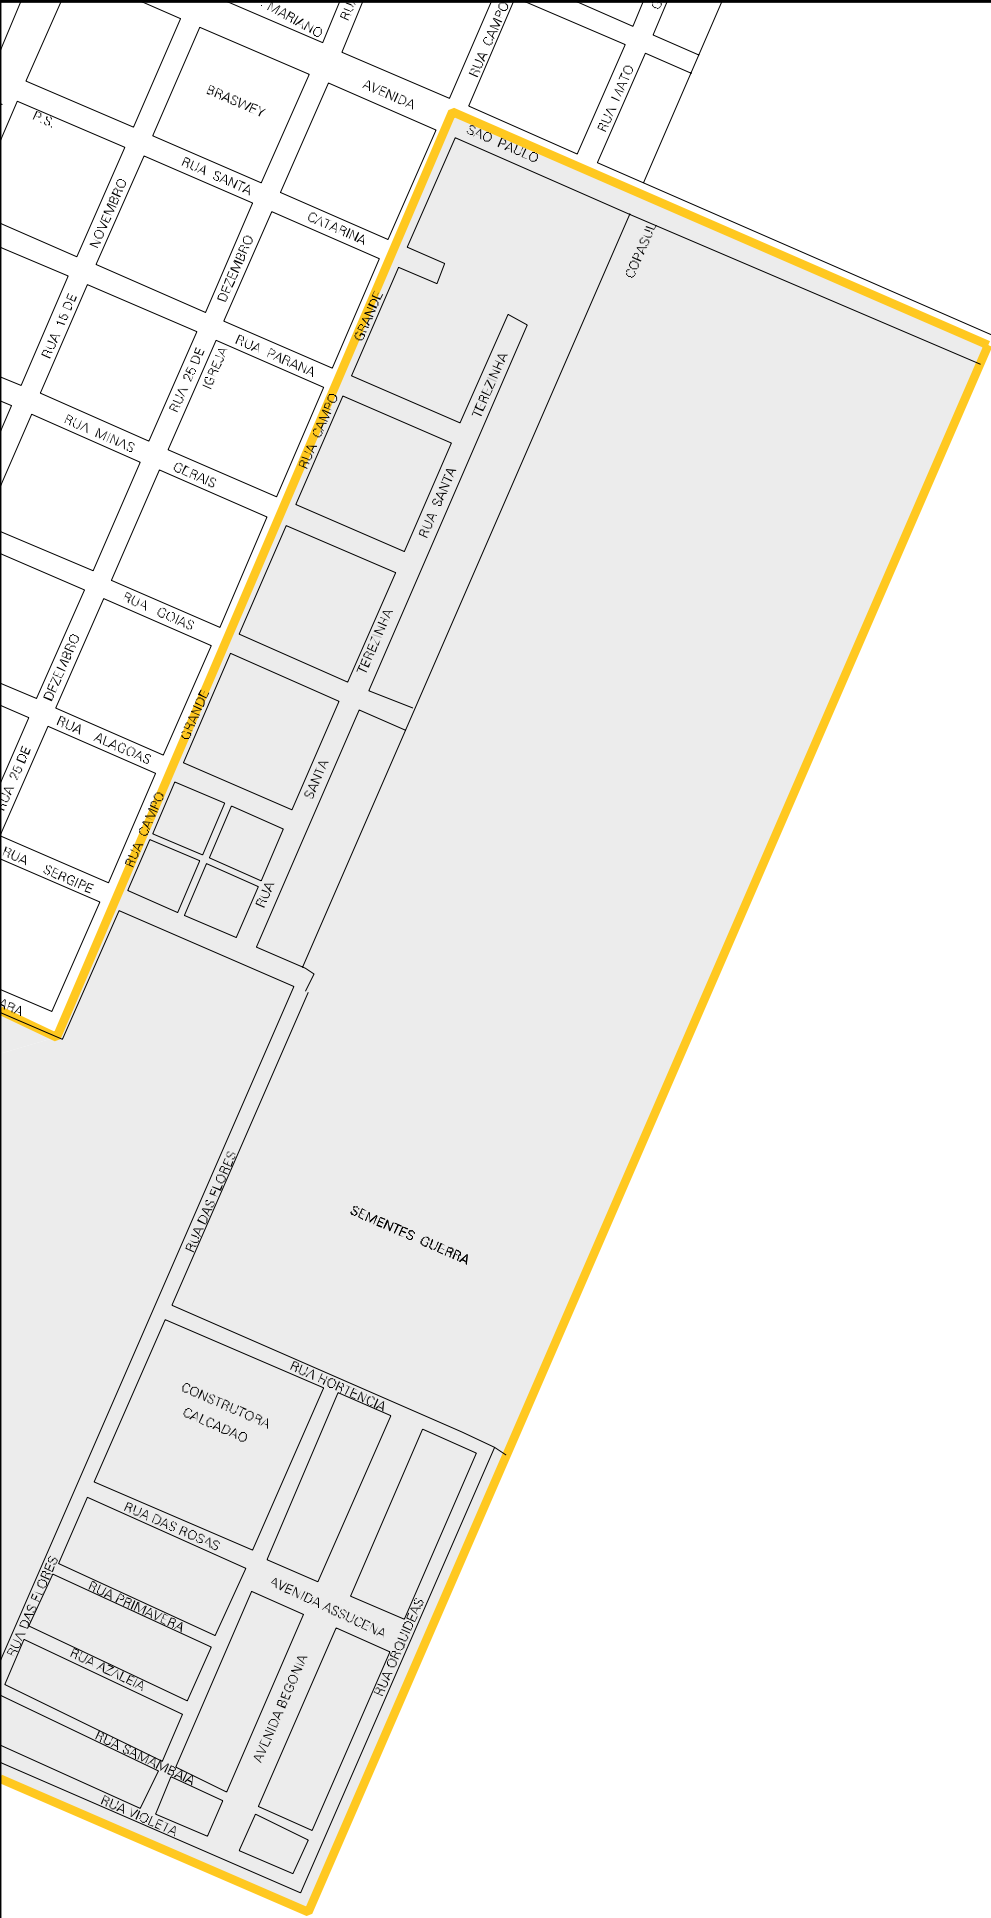 MARIANO
RUA CAMPO
BRASWEY
AVENIDA
RUA MATO
P.S.
SAO PAULO
RUA SANTA
NOVEMBRO
CATARINA
COPASUL
DEZEMBRO
GRANDE
RUA 15 DE
RUA PARANA
IGREJA
RUA 25 DE
TEREZINHA
RUA CAMPO
RUA MINAS
GERAIS
RUA SANTA
RUA GOIAS
TEREZINHA
DEZEMBRO
GRANDE
RUA ALAGOAS
SANTA
RUA 25 DE
RUA CAMPO
RUA SERGIPE
RUA
ARA
RUA DAS FLORES
SEMENTES GUERRA
RUA HORTENCIA
CONSTRUTORA
CALCADAO
RUA DAS ROSAS
AVENIDA ASSUCENA
RUA PRIMAVERA
RUA DAS FLORES
RUA ORQUIDEAS
RUA AZALEIA
AVENIDA BEGONIA
RUA SAMAMBAIA
RUA VIOLETA